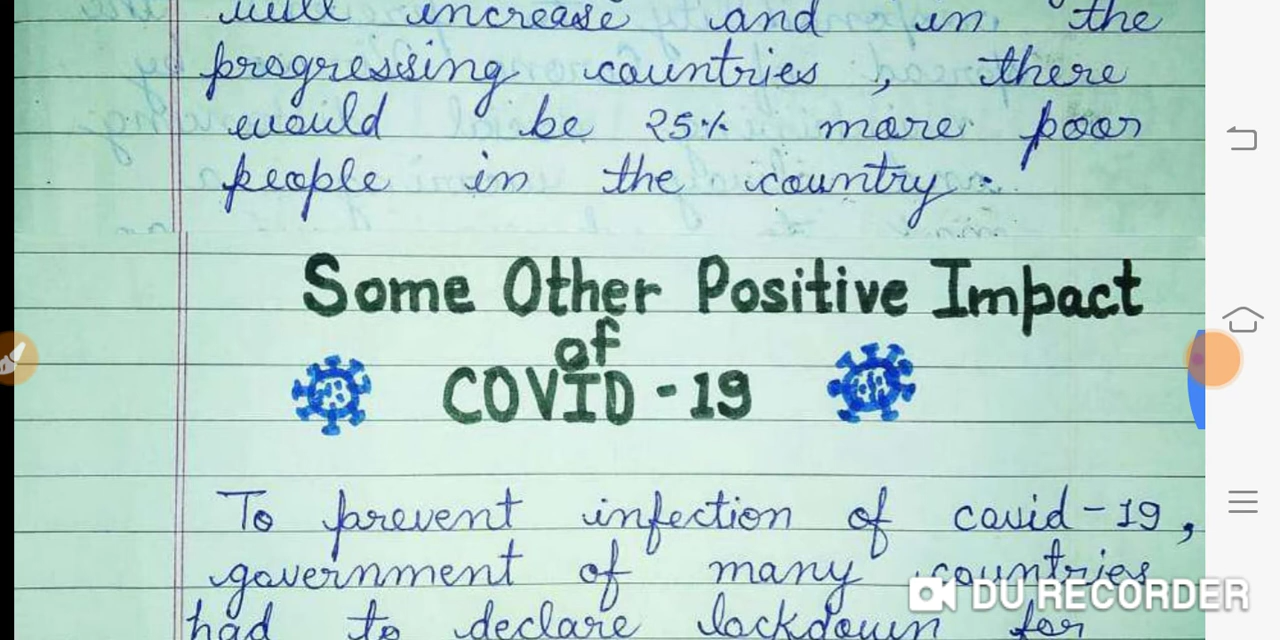 will increase and in the
progressing countries, there
would be 25% more poor
people in the country.
Some Other Positive Impact
of
COVID-19
To prevent infection of covid-19,
government of many countries
had to declare lockdown for
DU RECORDER